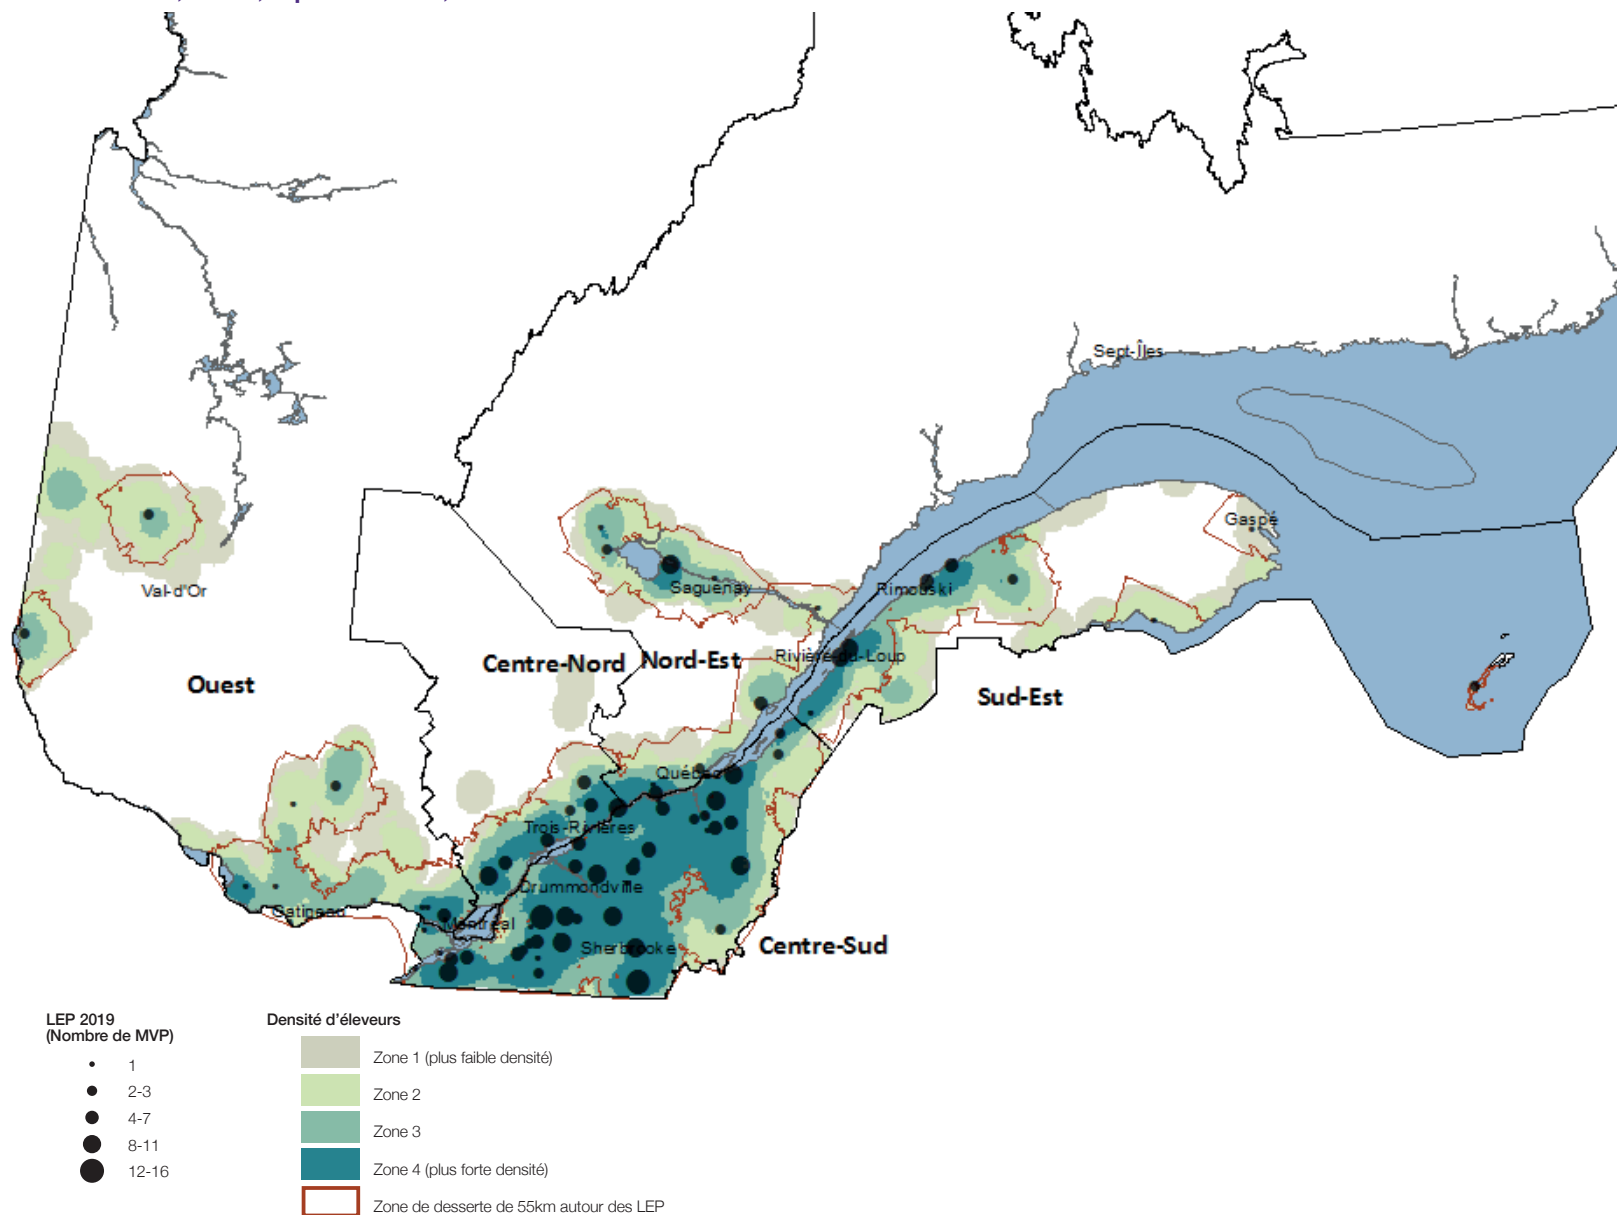 Sept-Îles
Gaspé
Val-d'Or
Saguenay
Rimouski
Rivière-du-Loup
Centre-Nord
Nord-Est
Ouest
Sud-Est
Québec
Trois-Rivières
Drummondville
Gatineau
Montréal
Sherbrooke
Centre-Sud
LEP 2019
(Nombre de MVP)
1
2-3
4-7
8-11
12-16
Densité d'éleveurs
Zone 1 (plus faible densité)
Zone 2
Zone 3
Zone 4 (plus forte densité)
Zone de desserte de 55km autour des LEP